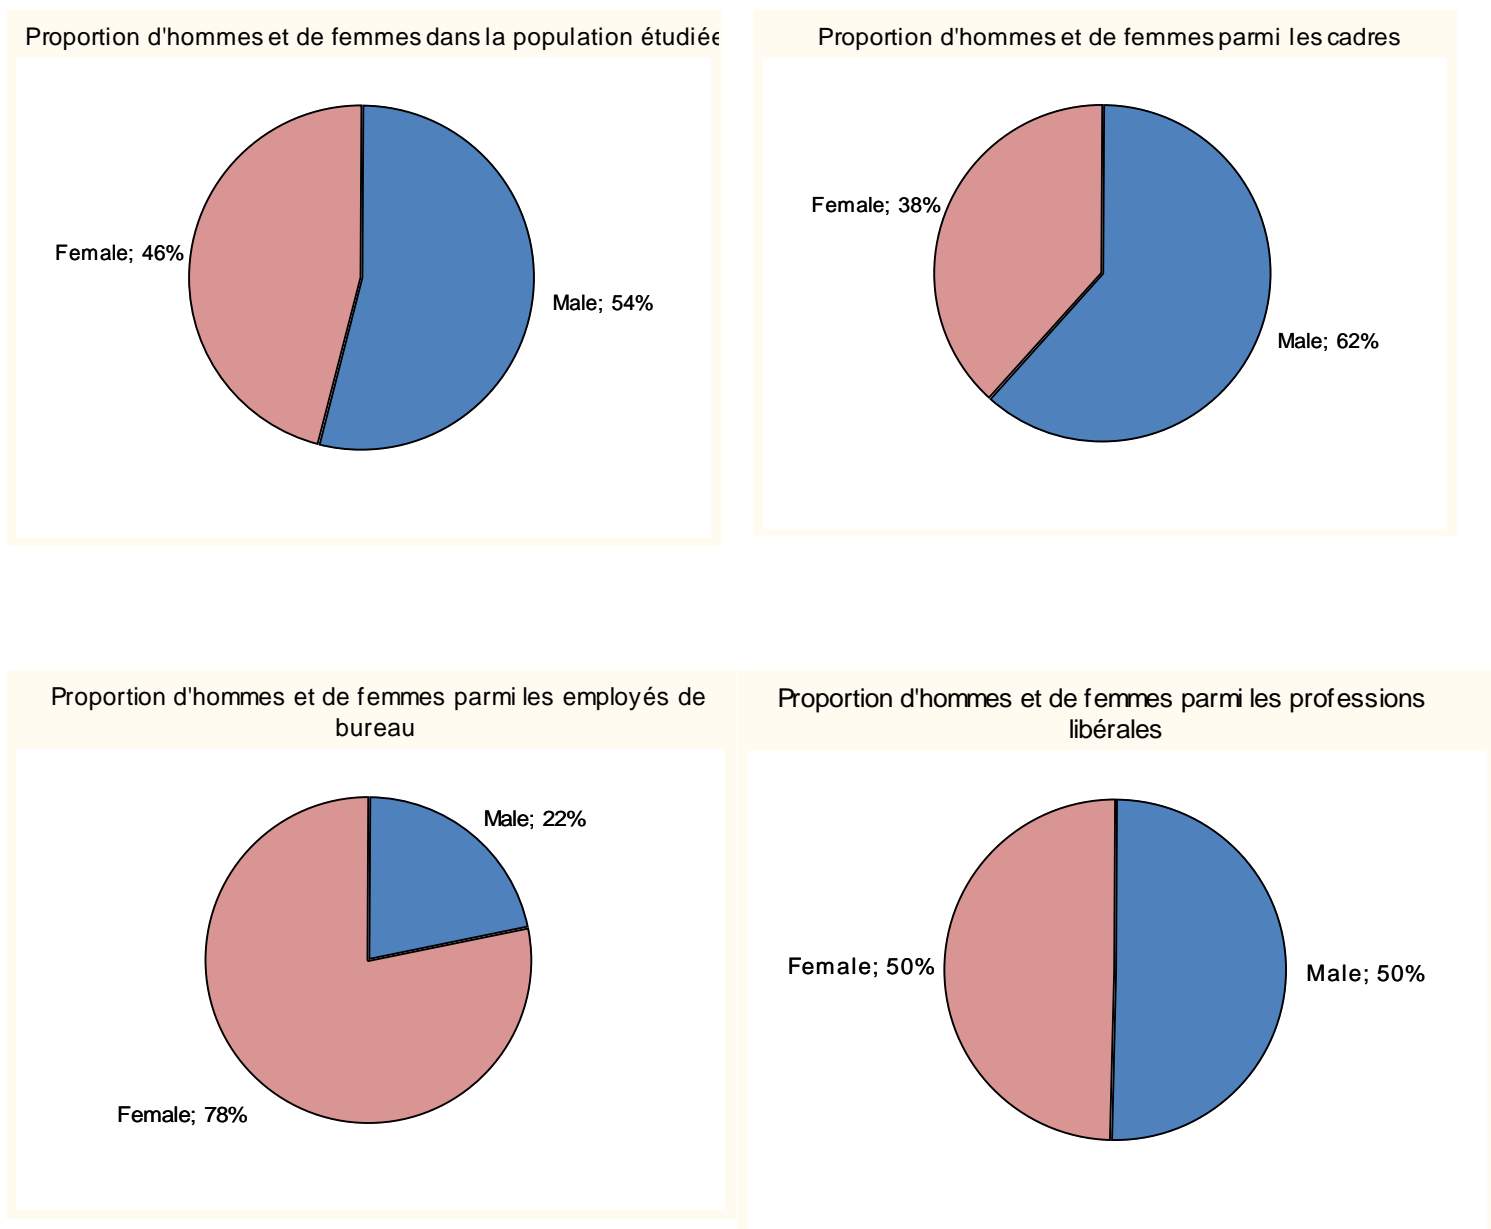 Proportion d'hommes et de femmes dans la population étudiée
Female; 46%
Male; 54%
Proportion d'hommes et de femmes parmi les cadres
Female; 38%
Male; 62%
Proportion d'hommes et de femmes parmi les employés de
bureau
Male; 22%
Female; 78%
Proportion d'hommes et de femmes parmi les professions
libérales
Female; 50%
Male; 50%